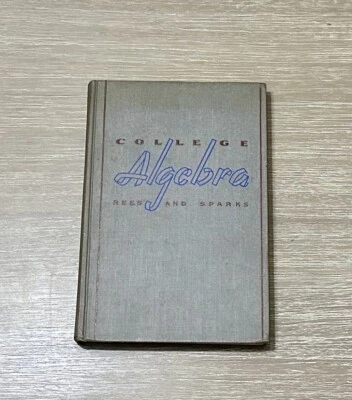 COLLEGE
Algebra
REES AND SPARKS